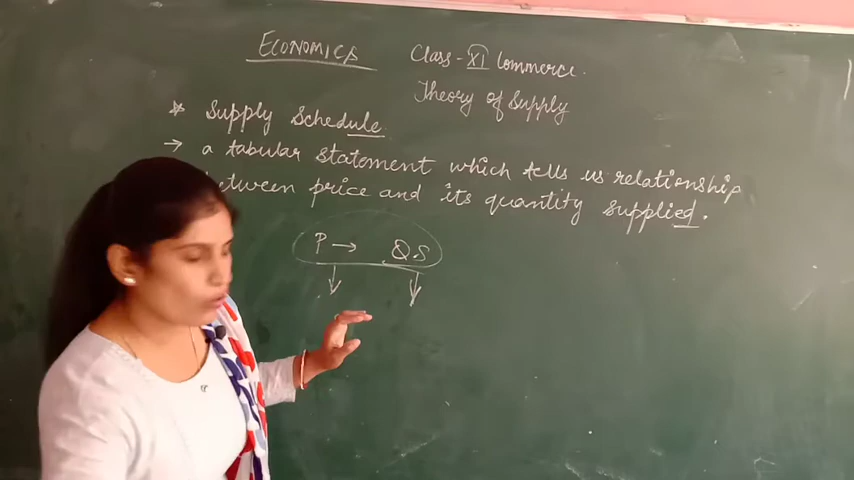 ECONOMICS
Class - XI Commerce.
Theory of Supply
* Supply Schedule
→ a tabular statement which tells us relationship
etween price and its quantity supplied.
P → Q.S